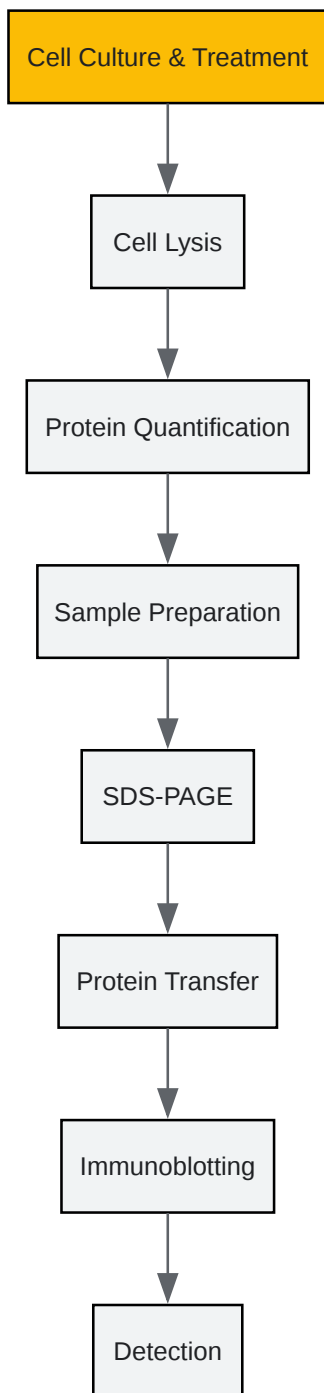 Cell Culture & Treatment
Cell Lysis
Protein Quantification
Sample Preparation
SDS-PAGE
Protein Transfer
Immunoblotting
Detection